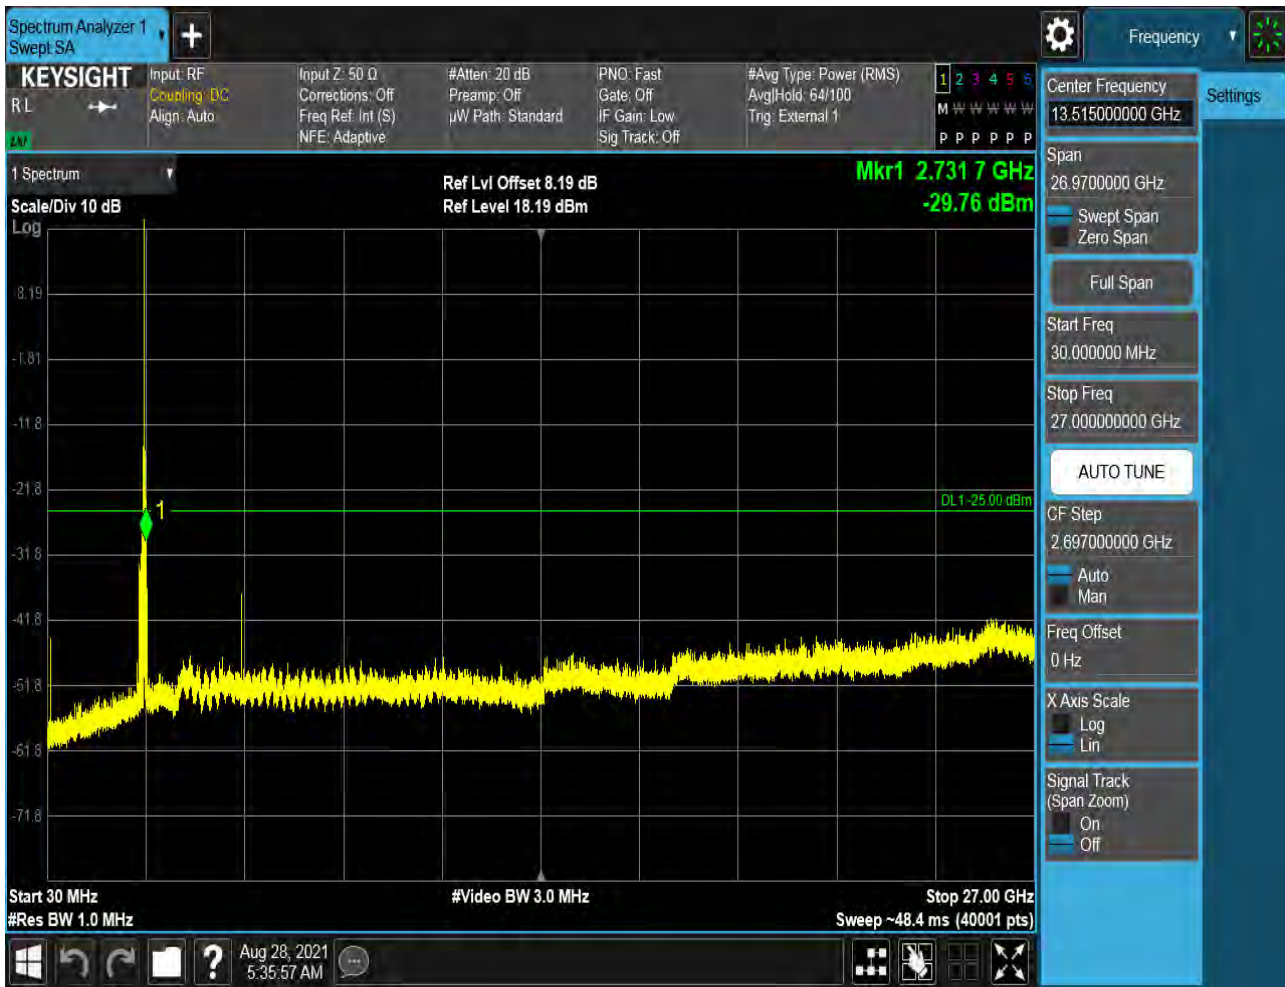 Spectrum Analyzer 1
Swept SA
Frequency
KEYSIGHT
R L
Input: RF
Coupling: DC
Align: Auto
Input Z: 50 Ω
Corrections: Off
Freq Ref: Int (S)
NFE: Adaptive
#Atten: 20 dB
Preamp: Off
µW Path: Standard
PNO: Fast
Gate: Off
IF Gain: Low
Sig Track: Off
#Avg Type: Power (RMS)
Avg|Hold: 64/100
Trig: External 1
1 2 3 4 5 6
M W W W W W
P P P P P P
1 Spectrum
Scale/Div 10 dB
Ref Lvl Offset 8.19 dB
Ref Level 18.19 dBm
Mkr1 2.731 7 GHz
-29.76 dBm
Log
8.19
-1.81
-11.8
-21.8
-31.8
-41.8
-51.8
-61.8
-71.8
1
DL1 -25.00 dBm
Start 30 MHz
#Res BW 1.0 MHz
#Video BW 3.0 MHz
Stop 27.00 GHz
Sweep ~48.4 ms (40001 pts)
Aug 28, 2021
5:35:57 AM
Center Frequency
13.515000000 GHz
Settings
Span
26.9700000 GHz
Swept Span
Zero Span
Full Span
Start Freq
30.000000 MHz
Stop Freq
27.000000000 GHz
AUTO TUNE
CF Step
2.697000000 GHz
Auto
Man
Freq Offset
0 Hz
X Axis Scale
Log
Lin
Signal Track
(Span Zoom)
On
Off